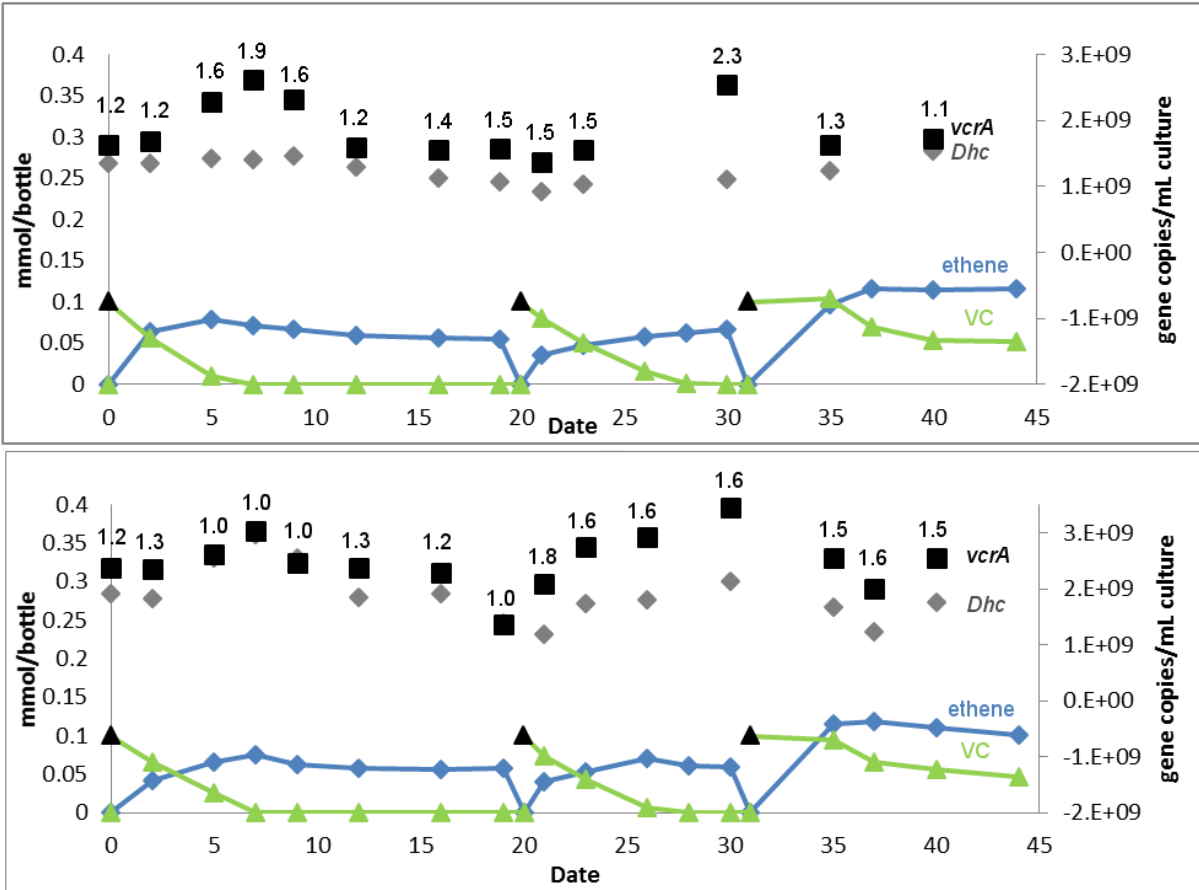 0.4
0.35
0.3
0.25
0.2
0.15
0.1
0.05
0
mmol/bottle
1.2
1.2
1.6
1.9
1.6
1.2
1.4
1.5
1.5
1.5
2.3
1.3
1.1
vcrA
Dhc
ethene
VC
3.E+09
2.E+09
1.E+09
0.E+00
-1.E+09
-2.E+09
gene copies/mL culture
0 5 10 15 20 25 30 35 40 45
Date
0.4
0.35
0.3
0.25
0.2
0.15
0.1
0.05
0
mmol/bottle
1.2
1.3
1.0
1.0
1.0
1.3
1.2
1.0
1.8
1.6
1.6
1.6
1.5
1.6
1.5
vcrA
Dhc
ethene
VC
3.E+09
2.E+09
1.E+09
0.E+00
-1.E+09
-2.E+09
gene copies/mL culture
0 5 10 15 20 25 30 35 40 45
Date